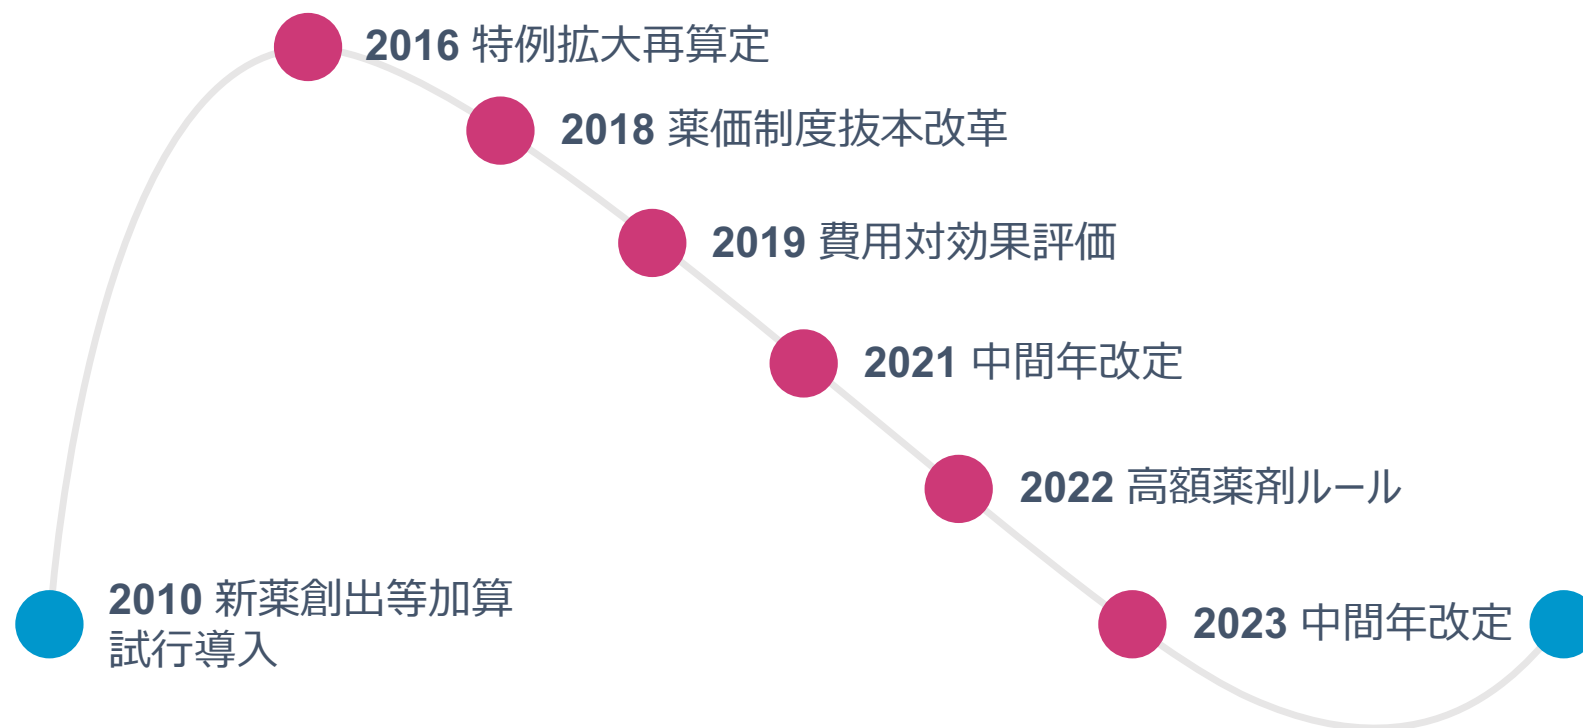 2016 特例拡大再算定
2018 薬価制度抜本改革
2019 費用対効果評価
2021 中間年改定
2022 高額薬剤ルール
2010 新薬創出等加算
試行導入
2023 中間年改定